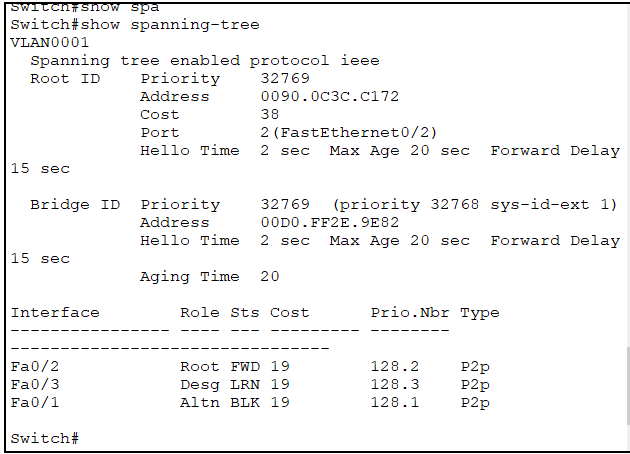 Switch#show spa
Switch#show spanning-tree
VLAN0001
  Spanning tree enabled protocol ieee
  Root ID    Priority    32769
             Address     0090.0C3C.C172
             Cost        38
             Port        2(FastEthernet0/2)
             Hello Time  2 sec  Max Age 20 sec  Forward Delay
15 sec

  Bridge ID  Priority    32769  (priority 32768 sys-id-ext 1)
             Address     00D0.FF2E.9E82
             Hello Time  2 sec  Max Age 20 sec  Forward Delay
15 sec
             Aging Time  20

Interface        Role Sts Cost      Prio.Nbr Type
---------------- ---- --- --------- --------
--------------------------------
Fa0/2            Root FWD 19        128.2    P2p
Fa0/3            Desg LRN 19        128.3    P2p
Fa0/1            Altn BLK 19        128.1    P2p

Switch#